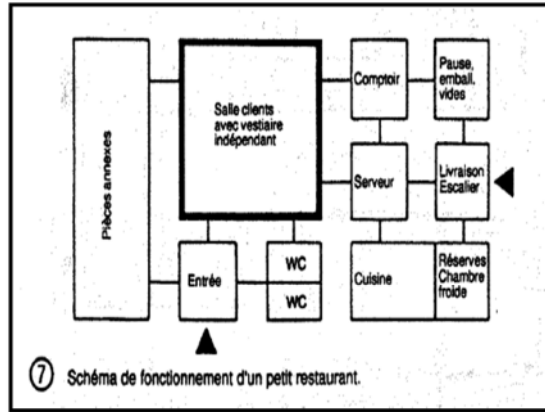 Pièces annexes
Salle clients
avec vestiaire
indépendant
Comptoir
Pause,
emball.
vides
Serveur
Livraison
Escalier
Entrée
WC
WC
Cuisine
Réserves
Chambre
froide
7 Schéma de fonctionnement d'un petit restaurant.